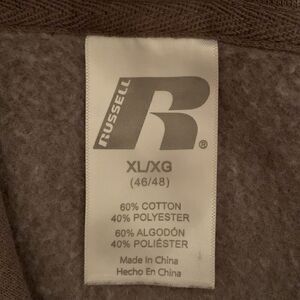 RUSSELL
R®
XL/XG
(46/48)
60% COTTON
40% POLYESTER
60% ALGODÓN
40% POLIÉSTER
Made In China
Hecho En China